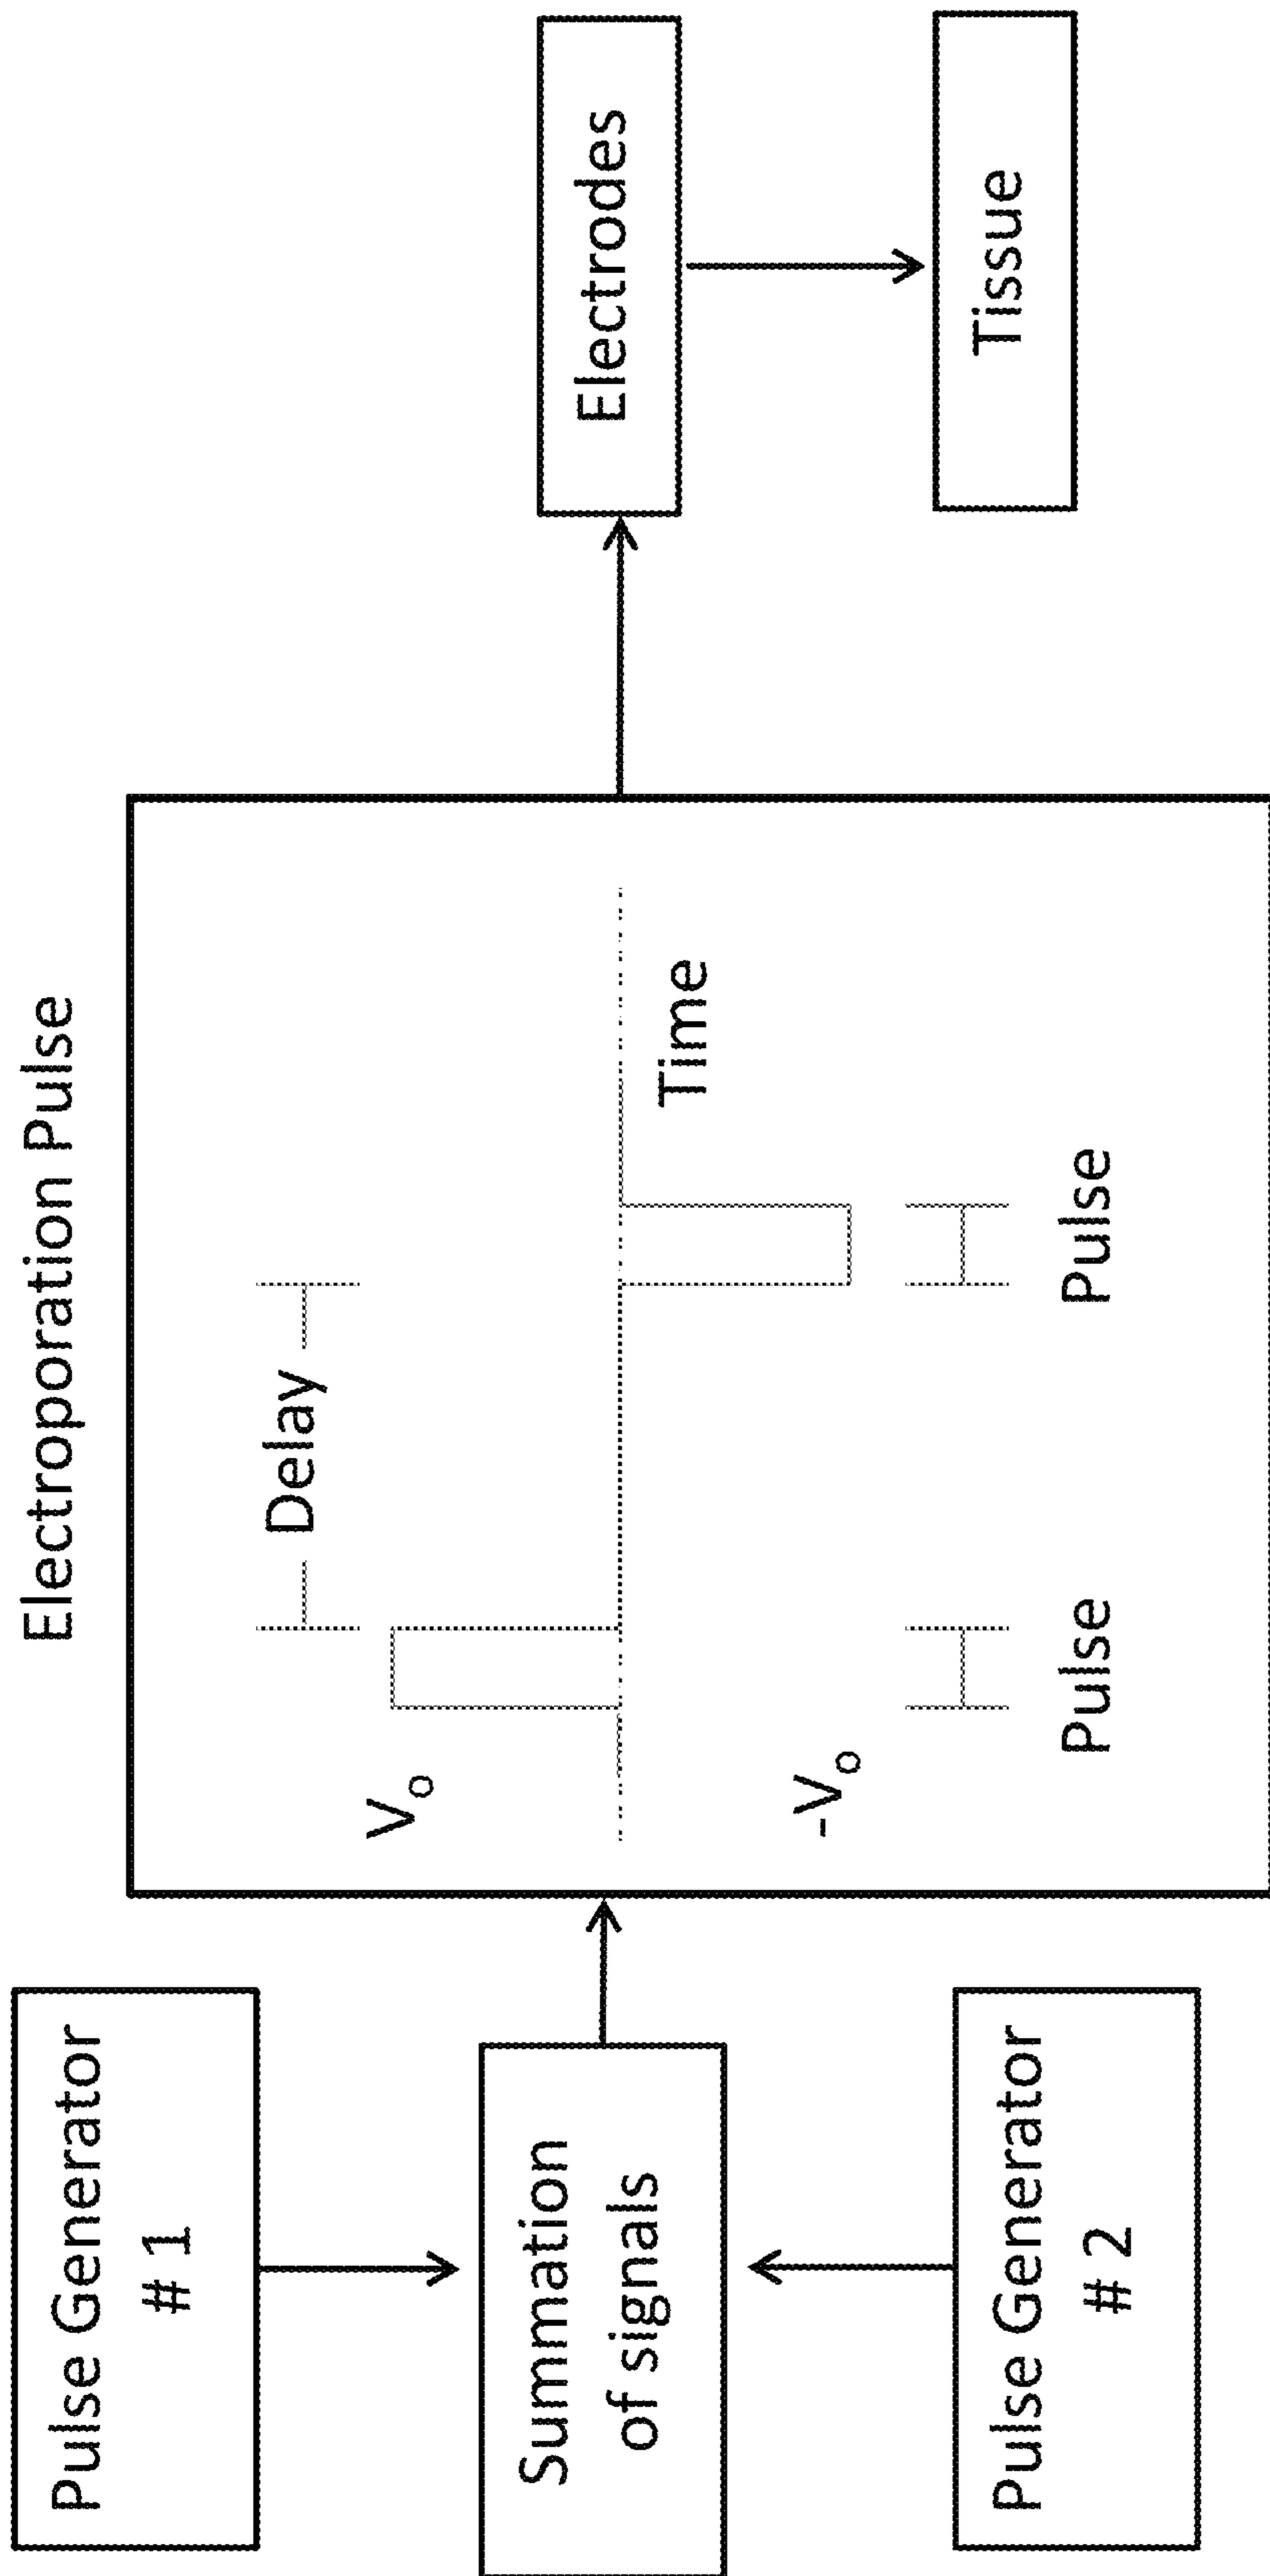 Electroporation Pulse
Pulse Generator
# 1
Summation
of signals
Pulse Generator
# 2
Delay
Vo
-Vo
Time
Pulse
Pulse
Electrodes
Tissue